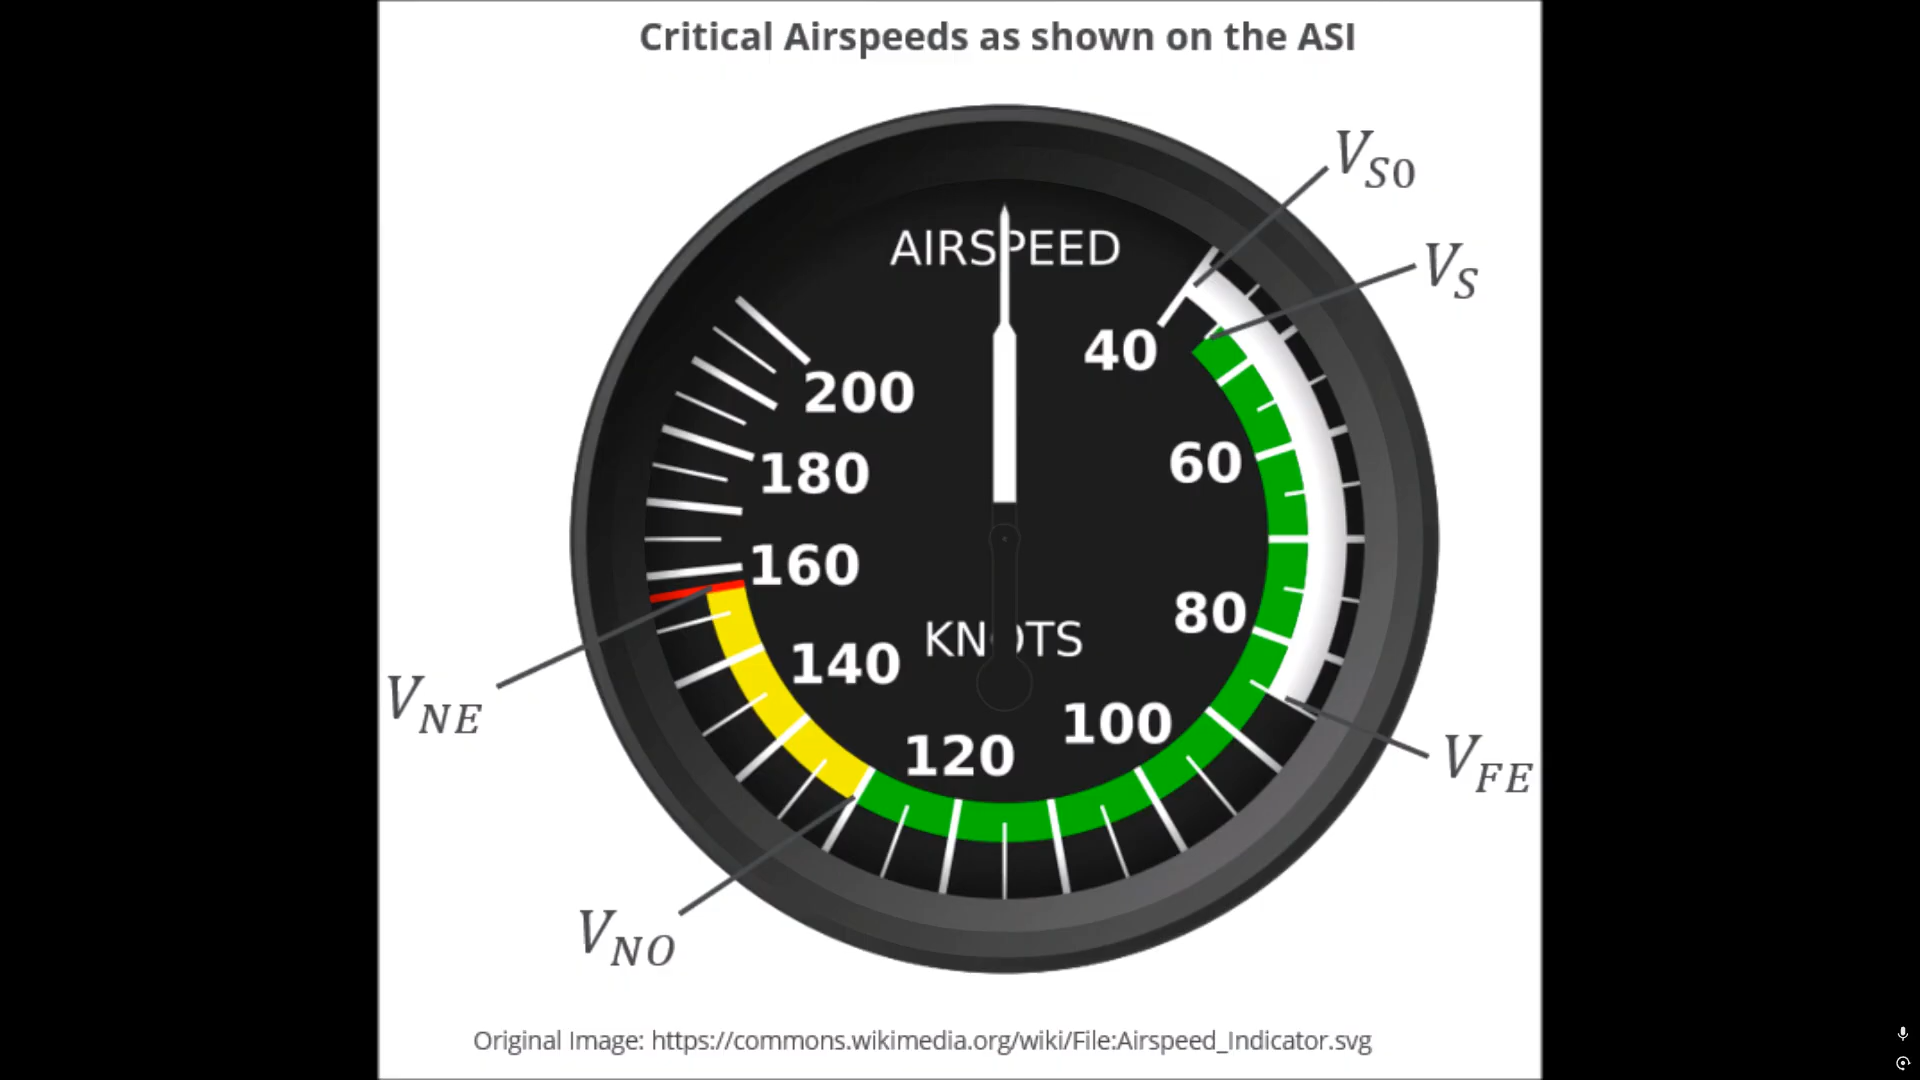 Critical Airspeeds as shown on the ASI
V_S0
V_S
AIRSPEED
40
200
60
180
160
80
KNOTS
140
V_NE
100
120
V_FE
V_NO
Original Image: https://commons.wikimedia.org/wiki/File:Airspeed_Indicator.svg